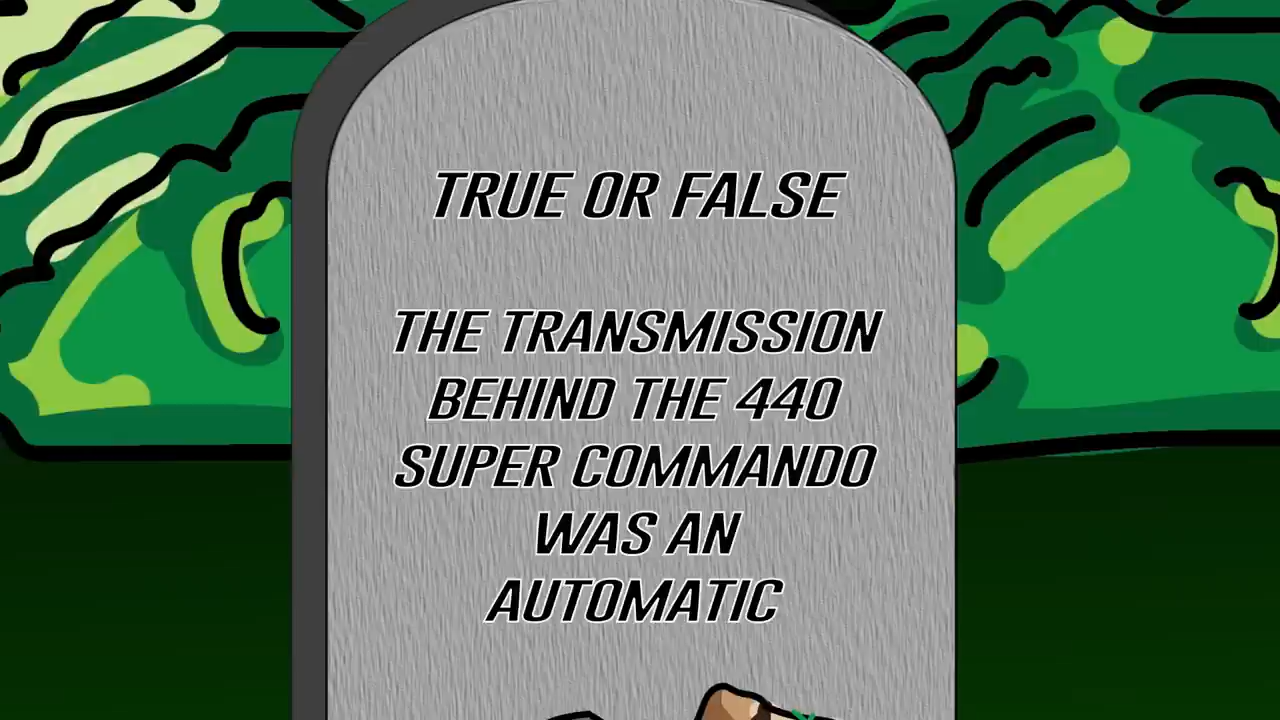 TRUE OR FALSE
THE TRANSMISSION
BEHIND THE 440
SUPER COMMANDO
WAS AN
AUTOMATIC